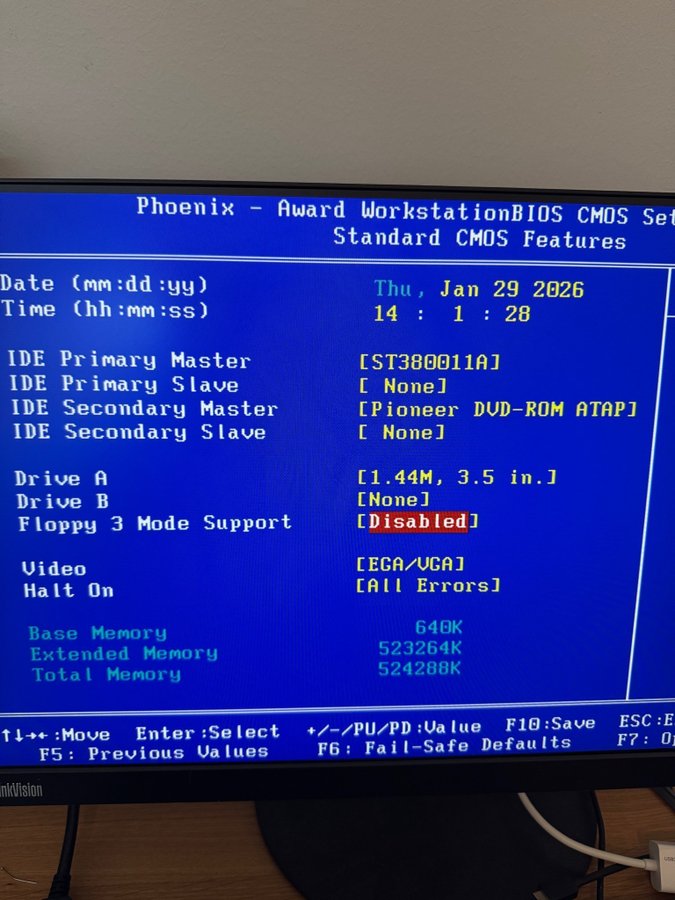 Phoenix - Award WorkstationBIOS CMOS Set
Standard CMOS Features
Date (mm:dd:yy) Thu, Jan 29 2026
Time (hh:mm:ss) 14 : 1 : 28
IDE Primary Master [ST380011A]
IDE Primary Slave [ None]
IDE Secondary Master [Pioneer DVD-ROM ATAP]
IDE Secondary Slave [ None]
Drive A [1.44M, 3.5 in.]
Drive B [None]
Floppy 3 Mode Support [Disabled]
Video [EGA/VGA]
Halt On [All Errors]
Base Memory 640K
Extended Memory 523264K
Total Memory 524288K
↑↓→←:Move Enter:Select +/-/PU/PD:Value F10:Save ESC:E
F5: Previous Values F6: Fail-Safe Defaults F7: O
inkVision